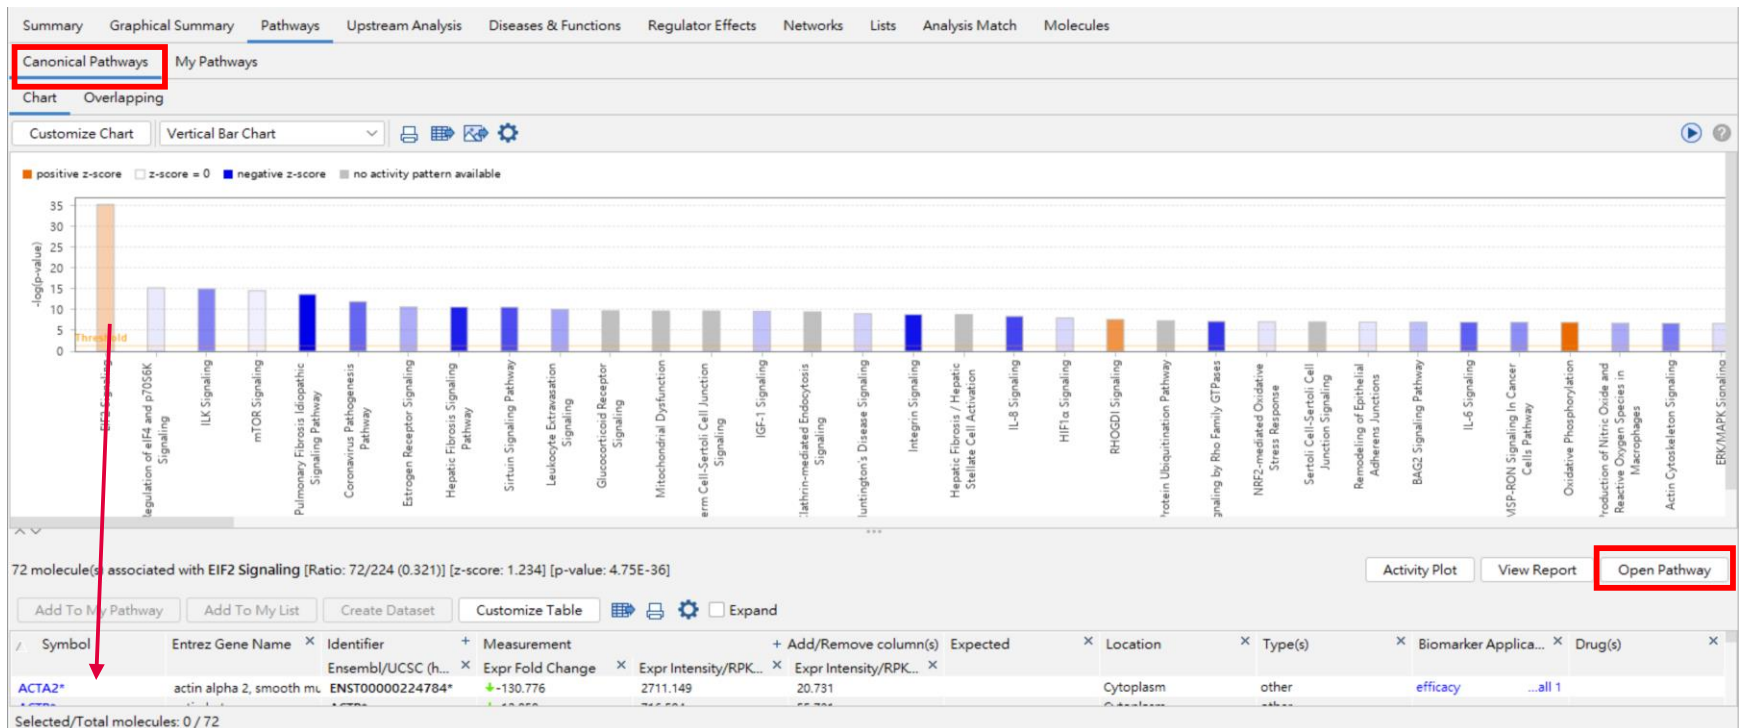 Summary Graphical Summary Pathways Upstream Analysis Diseases & Functions Regulator Effects Networks Lists Analysis Match Molecules
Canonical Pathways My Pathways
Chart Overlapping
Customize Chart Vertical Bar Chart
positive z-score z-score = 0 negative z-score no activity pattern available
35
30
25
20
15
10
5
0
-log(p-value)
Threshold
EIF2 Signaling
Regulation of eIF4 and p70S6K
Signaling
ILK Signaling
mTOR Signaling
Pulmonary Fibrosis Idiopathic
Signaling Pathway
Coronavirus Pathogenesis
Pathway
Estrogen Receptor Signaling
Hepatic Fibrosis Signaling
Pathway
Sirtuin Signaling Pathway
Leukocyte Extravasation
Signaling
Glucocorticoid Receptor
Signaling
Mitochondrial Dysfunction
erm Cell-Sertoli Cell Junction
Signaling
IGF-1 Signaling
Clathrin-mediated Endocytosis
Signaling
Huntington's Disease Signaling
Integrin Signaling
Hepatic Fibrosis / Hepatic
Stellate Cell Activation
IL-8 Signaling
HIF1α Signaling
RHOGDI Signaling
Protein Ubiquitination Pathway
ignaling by Rho Family GTPases
NRF2-mediated Oxidative
Stress Response
Sertoli Cell-Sertoli Cell
Junction Signaling
Remodeling of Epithelial
Adherens Junctions
BAG2 Signaling Pathway
IL-6 Signaling
MSP-RON Signaling In Cancer
Cells Pathway
Oxidative Phosphorylation
Production of Nitric Oxide and
Reactive Oxygen Species in
Macrophages
Actin Cytoskeleton Signaling
ERK/MAPK Signaling
72 molecule(s) associated with EIF2 Signaling [Ratio: 72/224 (0.321)] [z-score: 1.234] [p-value: 4.75E-36] Activity Plot View Report Open Pathway
Add To My Pathway Add To My List Create Dataset Customize Table Expand
Symbol Entrez Gene Name × Identifier + Measurement + Add/Remove column(s) Expected × Location × Type(s) × Biomarker Applica... × Drug(s) ×
Ensembl/UCSC (h... × Expr Fold Change × Expr Intensity/RPK... × Expr Intensity/RPK... ×
ACTA2* actin alpha 2, smooth mu ENST00000224784* -130.776 2711.149 20.731 Cytoplasm other efficacy ...all 1
Selected/Total molecules: 0 / 72